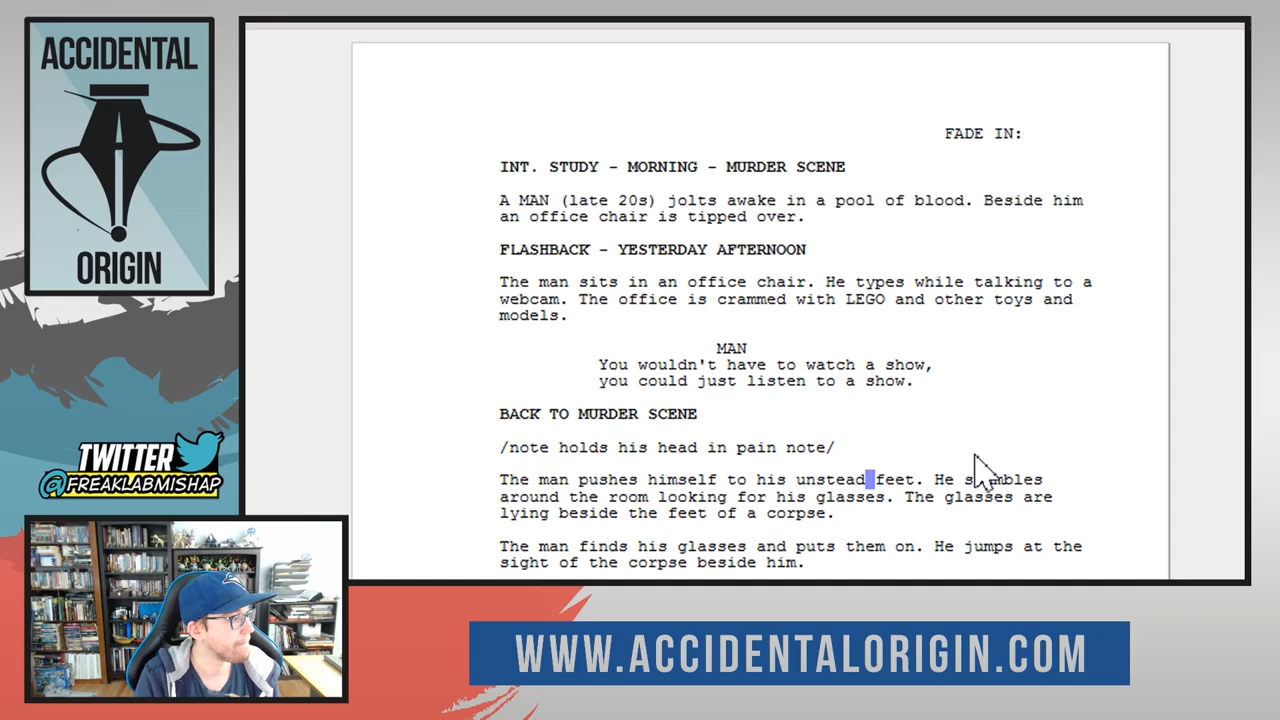 ACCIDENTAL
ORIGIN
FADE IN:
INT. STUDY - MORNING - MURDER SCENE
A MAN (late 20s) jolts awake in a pool of blood. Beside him
an office chair is tipped over.
FLASHBACK - YESTERDAY AFTERNOON
The man sits in an office chair. He types while talking to a
webcam. The office is crammed with LEGO and other toys and
models.
MAN
You wouldn't have to watch a show,
you could just listen to a show.
BACK TO MURDER SCENE
/note holds his head in pain note/
The man pushes himself to his unstead feet. He
around the room looking for his glasses. The glasses are
lying beside the feet of a corpse.
The man finds his glasses and puts them on. He jumps at the
sight of the corpse beside him.
TWITTER
@FREAKLABMISHAP
WWW.ACCIDENTALORIGIN.COM